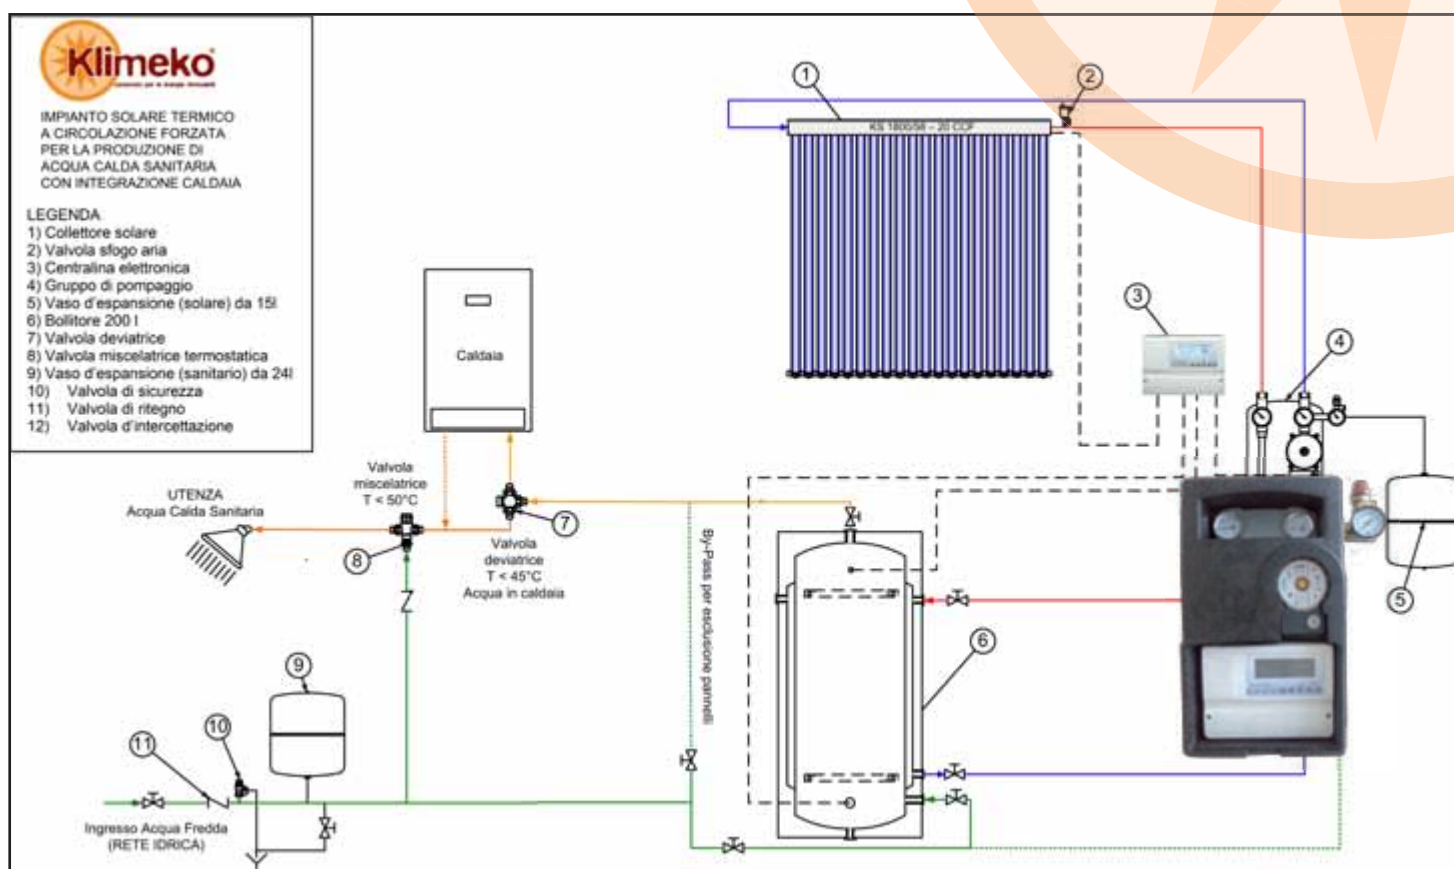 Klimeko
IMPIANTO SOLARE TERMICO
A CIRCOLAZIONE FORZATA
PER LA PRODUZIONE DI
ACQUA CALDA SANITARIA
CON INTEGRAZIONE CALDAIA
LEGENDA
1) Collettore solare
2) Valvola sfogo aria
3) Centralina elettronica
4) Gruppo di pompaggio
5) Vaso d'espansione (solare) da 15l
6) Bollitore 200 l
7) Valvola deviatrice
8) Valvola miscelatrice termostatica
9) Vaso d'espansione (sanitario) da 24l
10) Valvola di sicurezza
11) Valvola di ritegno
12) Valvola d'intercettazione
1
2
KS 1800/58 – 20 CCF
3
4
Caldaia
Valvola
miscelatrice
T < 50°C
UTENZA
Acqua Calda Sanitaria
7
8
Valvola
deviatrice
T < 45°C
Acqua in caldaia
By-Pass per esclusione pannelli
5
6
9
10
11
Ingresso Acqua Fredda
(RETE IDRICA)